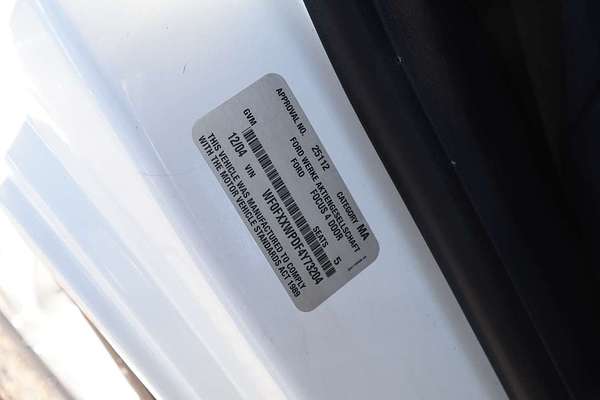 APPROVAL NO. 25112 CATEGORY MA
FORD WERKE AKTIENGESELLSCHAFT
FORD FOCUS 4 DOOR
GVM SEATS 5
12/04 VIN WF0FXXWPDF4Y73204
THIS VEHICLE WAS MANUFACTURED TO COMPLY
WITH THE MOTOR VEHICLE STANDARDS ACT 1989